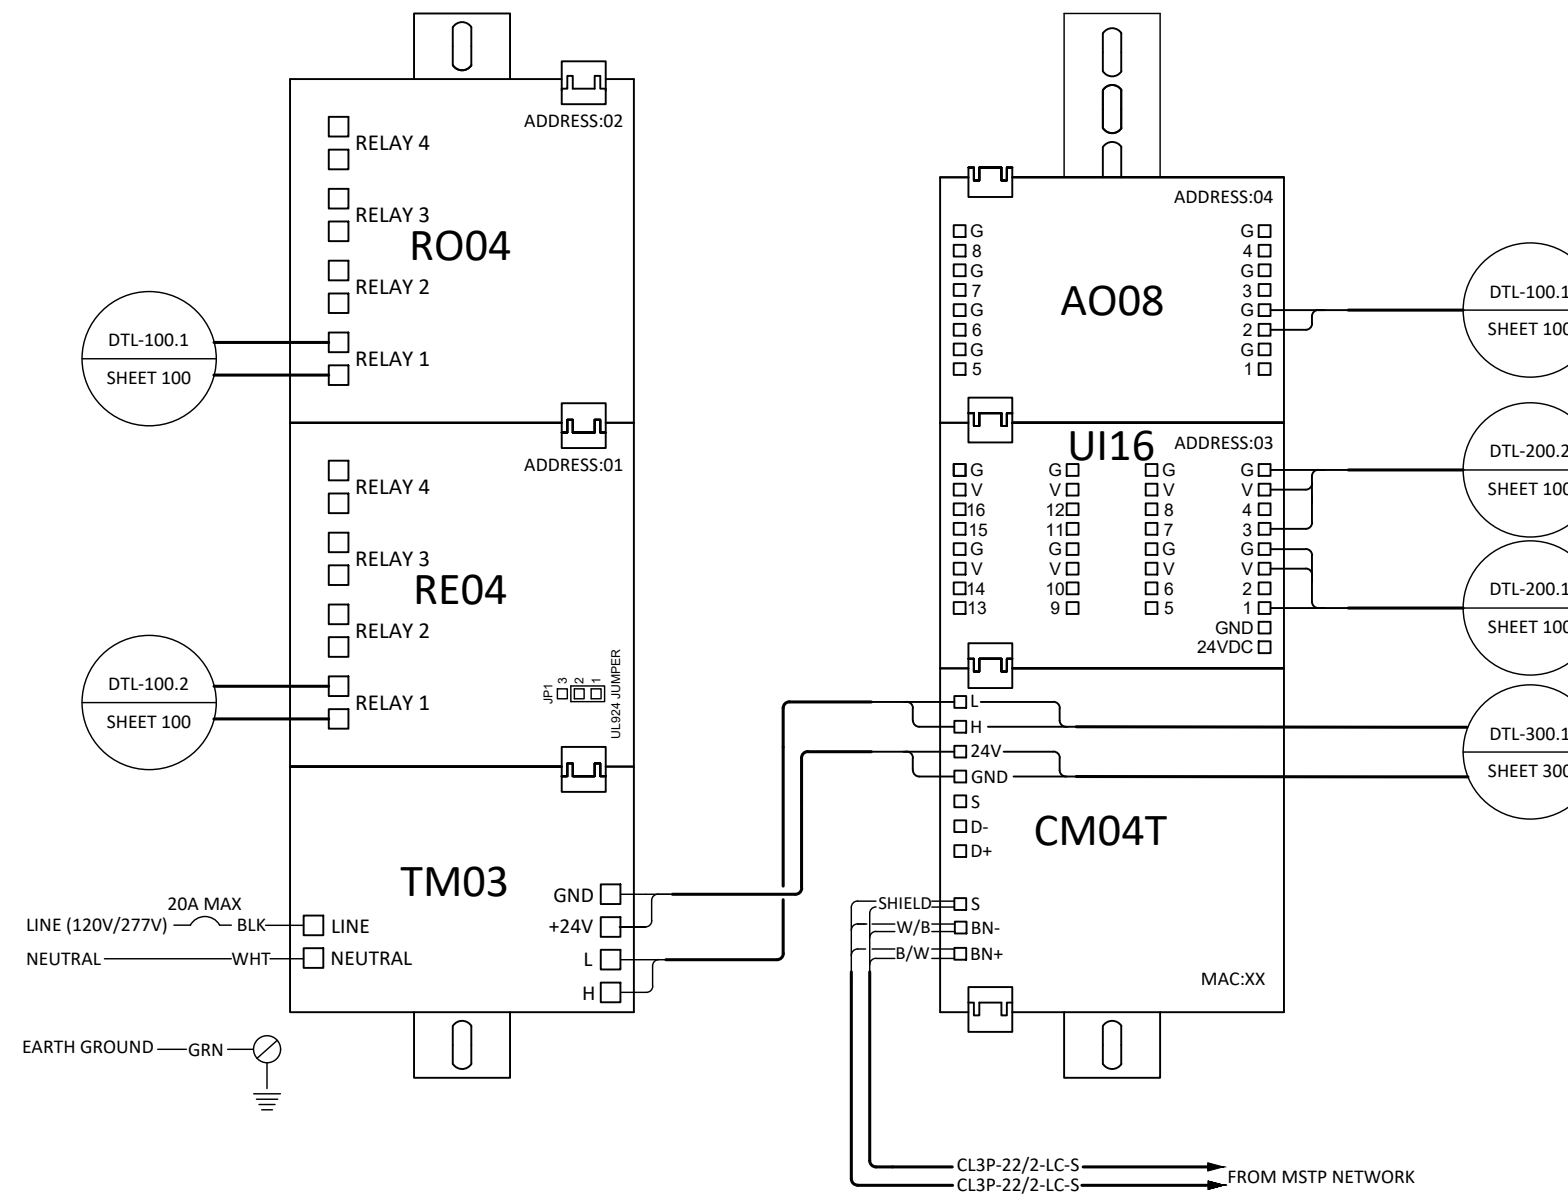 ADDRESS:02
RELAY 4
RELAY 3
RO04
RELAY 2
RELAY 1
DTL-100.1
SHEET 100
ADDRESS:01
RELAY 4
RELAY 3
RE04
RELAY 2
RELAY 1
DTL-100.2
SHEET 100
JP1
3
2
1
UL924 JUMPER
TM03
GND
+24V
L
H
20A MAX
LINE (120V/277V)
BLK
LINE
NEUTRAL
WHT
NEUTRAL
EARTH GROUND
GRN
ADDRESS:04
G
8
G
7
G
6
G
5
AO08
G
4
G
3
G
2
G
1
DTL-100.1
SHEET 100
UI16
ADDRESS:03
G
V
16
15
G
V
14
13
G
V
12
11
G
V
10
9
G
V
8
7
G
V
6
5
G
V
4
3
G
V
2
1
GND
24VDC
DTL-200.2
SHEET 100
DTL-200.1
SHEET 100
L
H
24V
GND
S
D-
D+
CM04T
DTL-300.1
SHEET 300
SHIELD
S
W/B
BN-
B/W
BN+
MAC:XX
CL3P-22/2-LC-S
CL3P-22/2-LC-S
FROM MSTP NETWORK